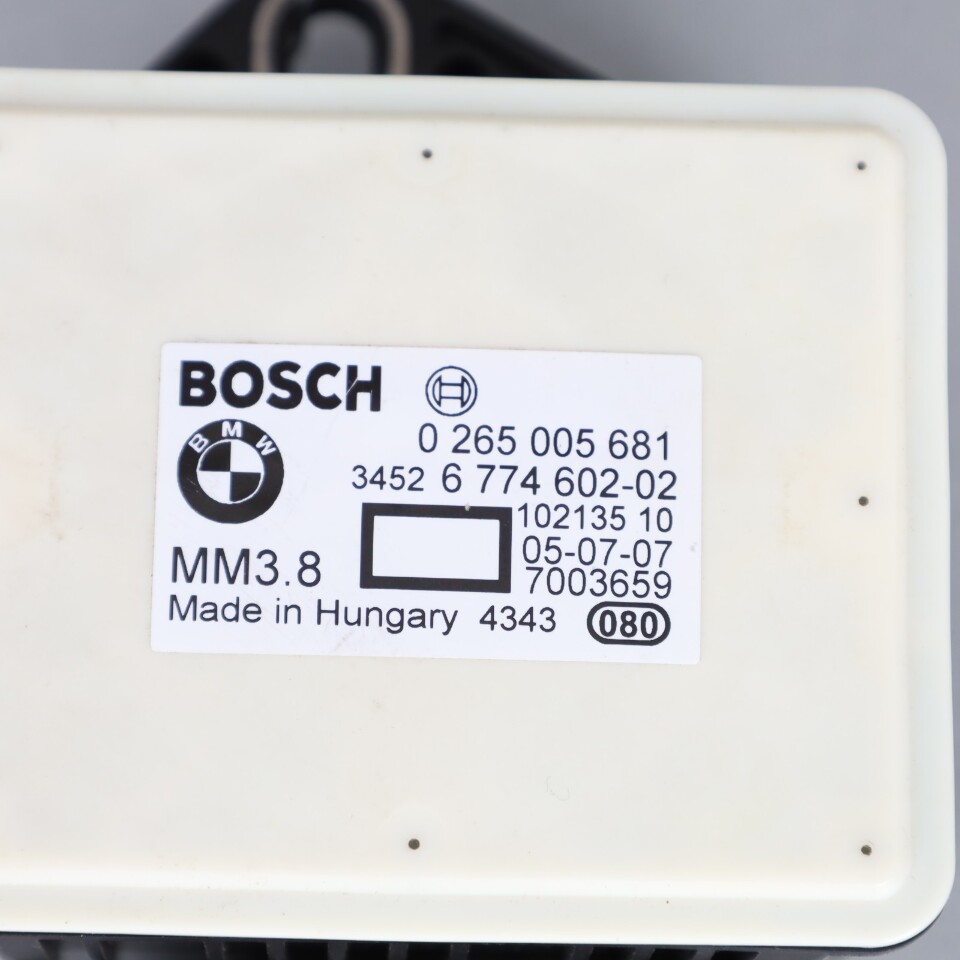 BOSCH
0 265 005 681
BMW
3452 6 774 602-02
102135 10
05-07-07
MM3.8
7003659
Made in Hungary 4343 080